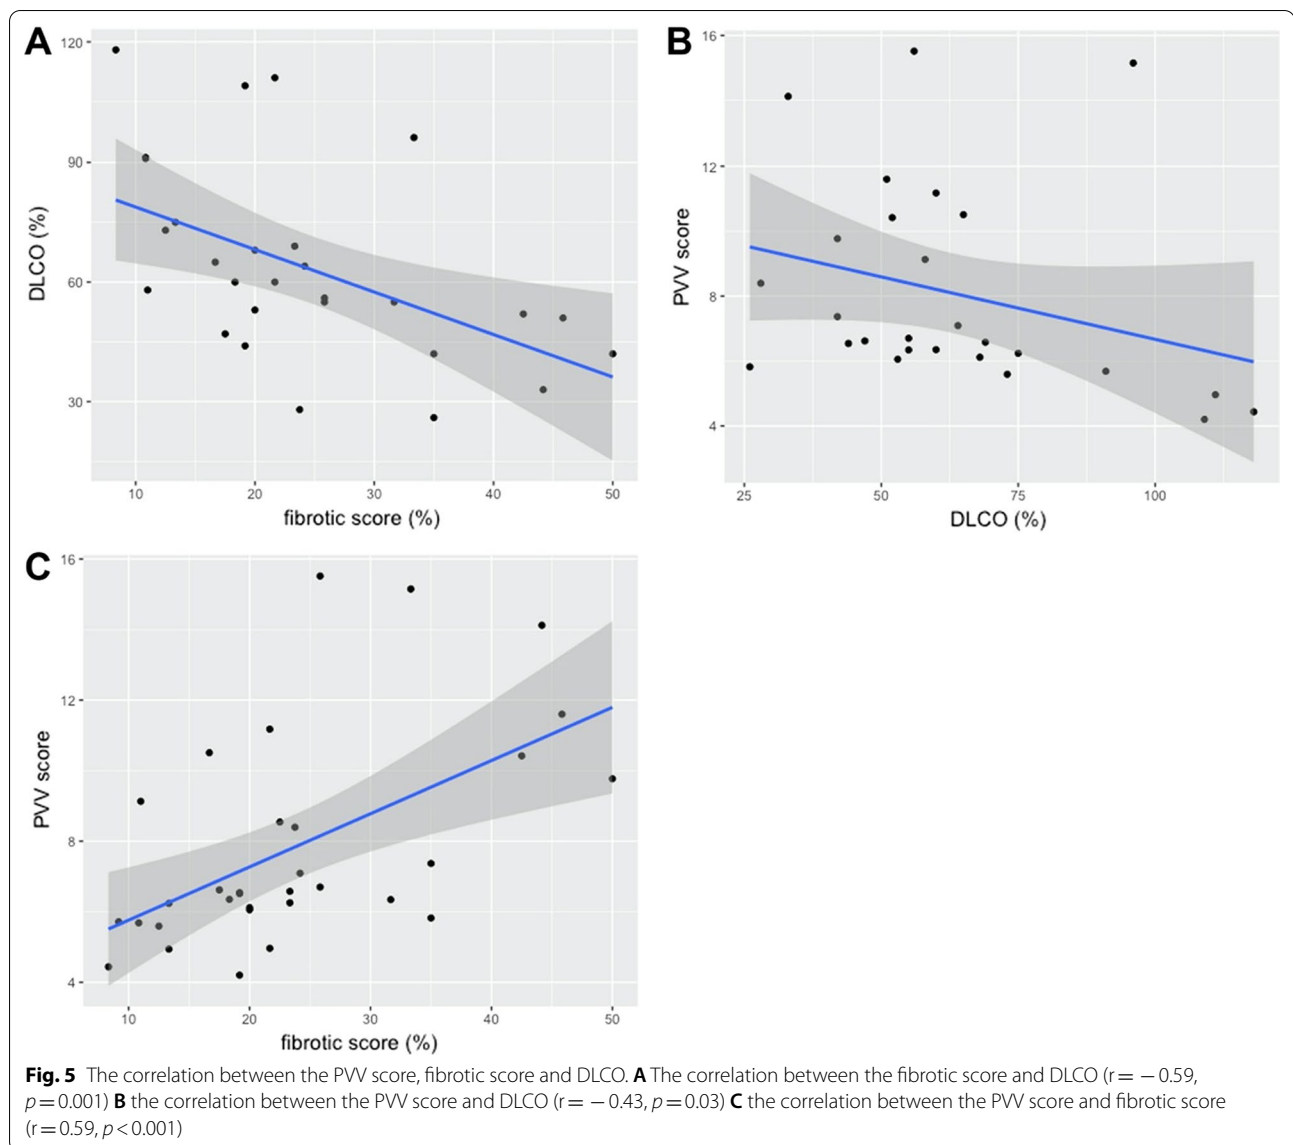 A
120
90
60
30
DLCO (%)
10 20 30 40 50
fibrotic score (%)
B
16
12
8
4
PVV score
25 50 75 100
DLCO (%)
C
16
12
8
4
PVV score
10 20 30 40 50
fibrotic score (%)
Fig. 5 The correlation between the PVV score, fibrotic score and DLCO. A The correlation between the fibrotic score and DLCO (r = − 0.59,
p = 0.001) B the correlation between the PVV score and DLCO (r = − 0.43, p = 0.03) C the correlation between the PVV score and fibrotic score
(r = 0.59, p < 0.001)